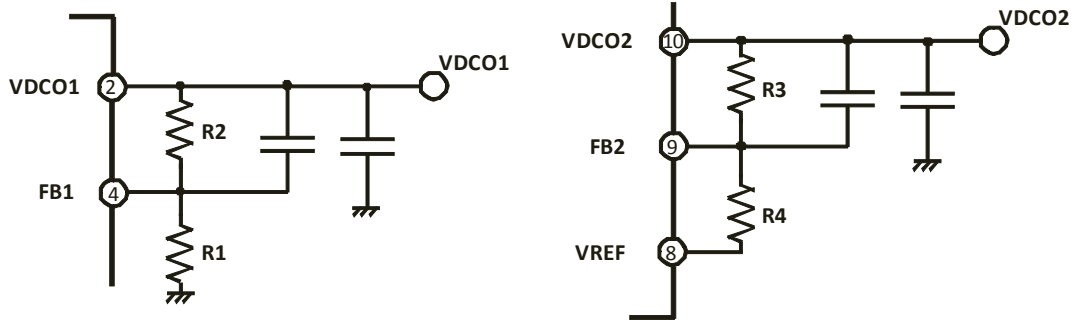 VDCO1
2
VDCO1
R2
FB1
4
R1
VDCO2
10
VDCO2
R3
FB2
9
R4
VREF
8